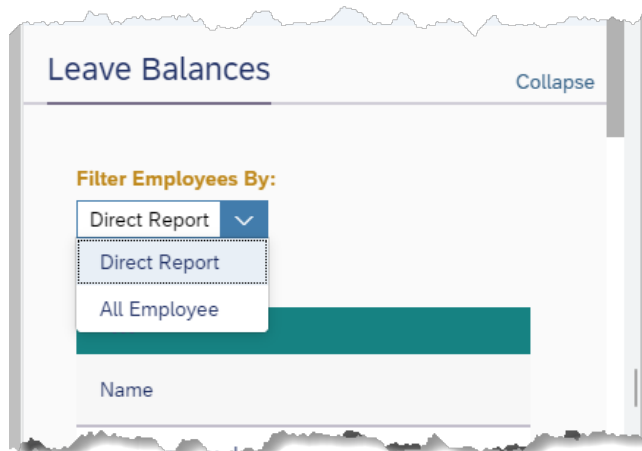 Leave Balances
Collapse
Filter Employees By:
Direct Report
Direct Report
All Employee
Name